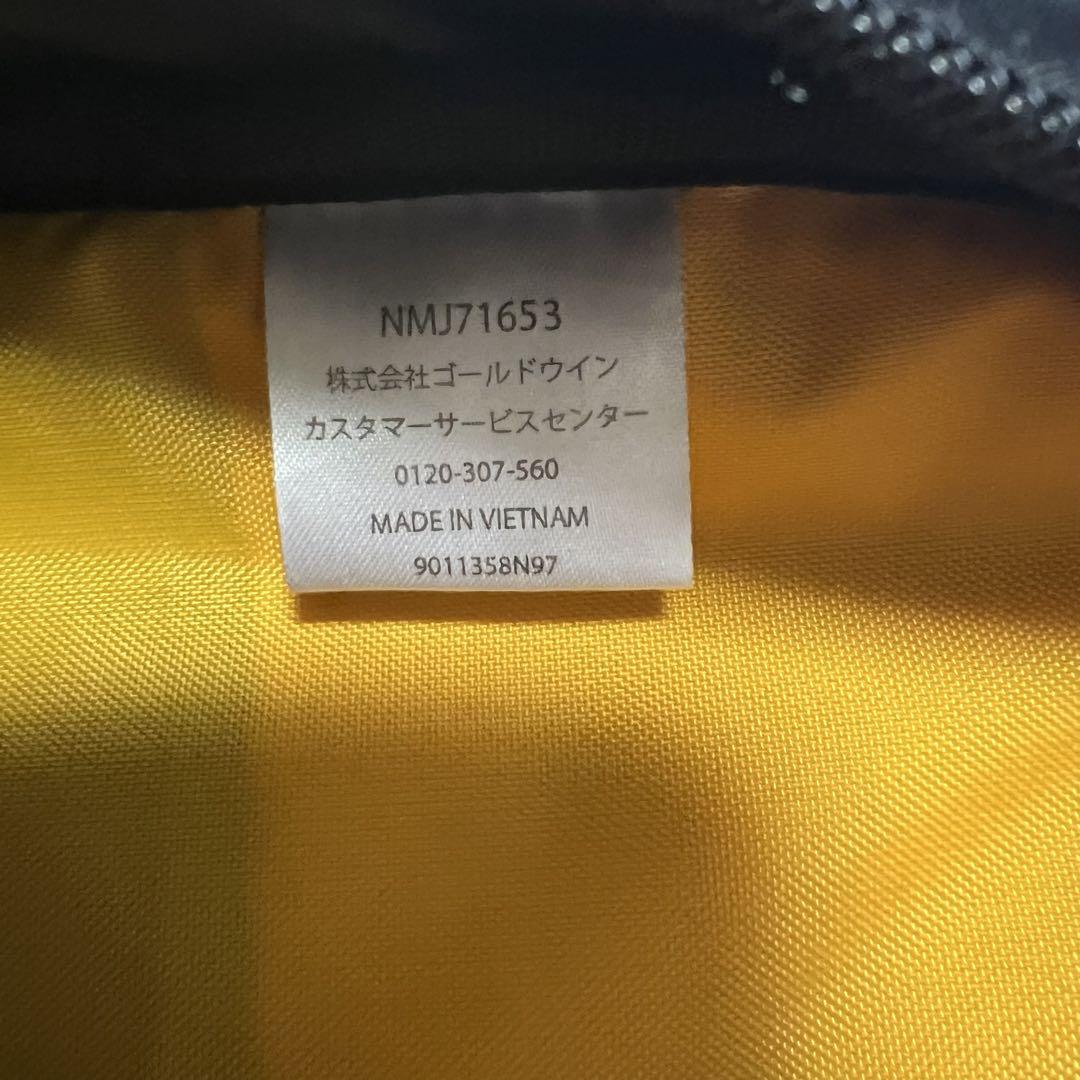 NMJ71653
株式会社ゴールドウイン
カスタマーサービスセンター
0120-307-560
MADE IN VIETNAM
9011358N97